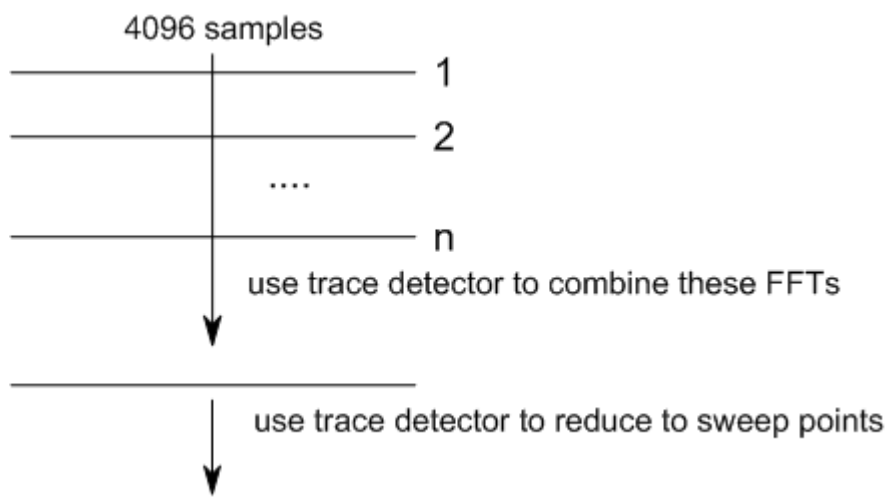 4096 samples
1
2
....
n
use trace detector to combine these FFTs
use trace detector to reduce to sweep points